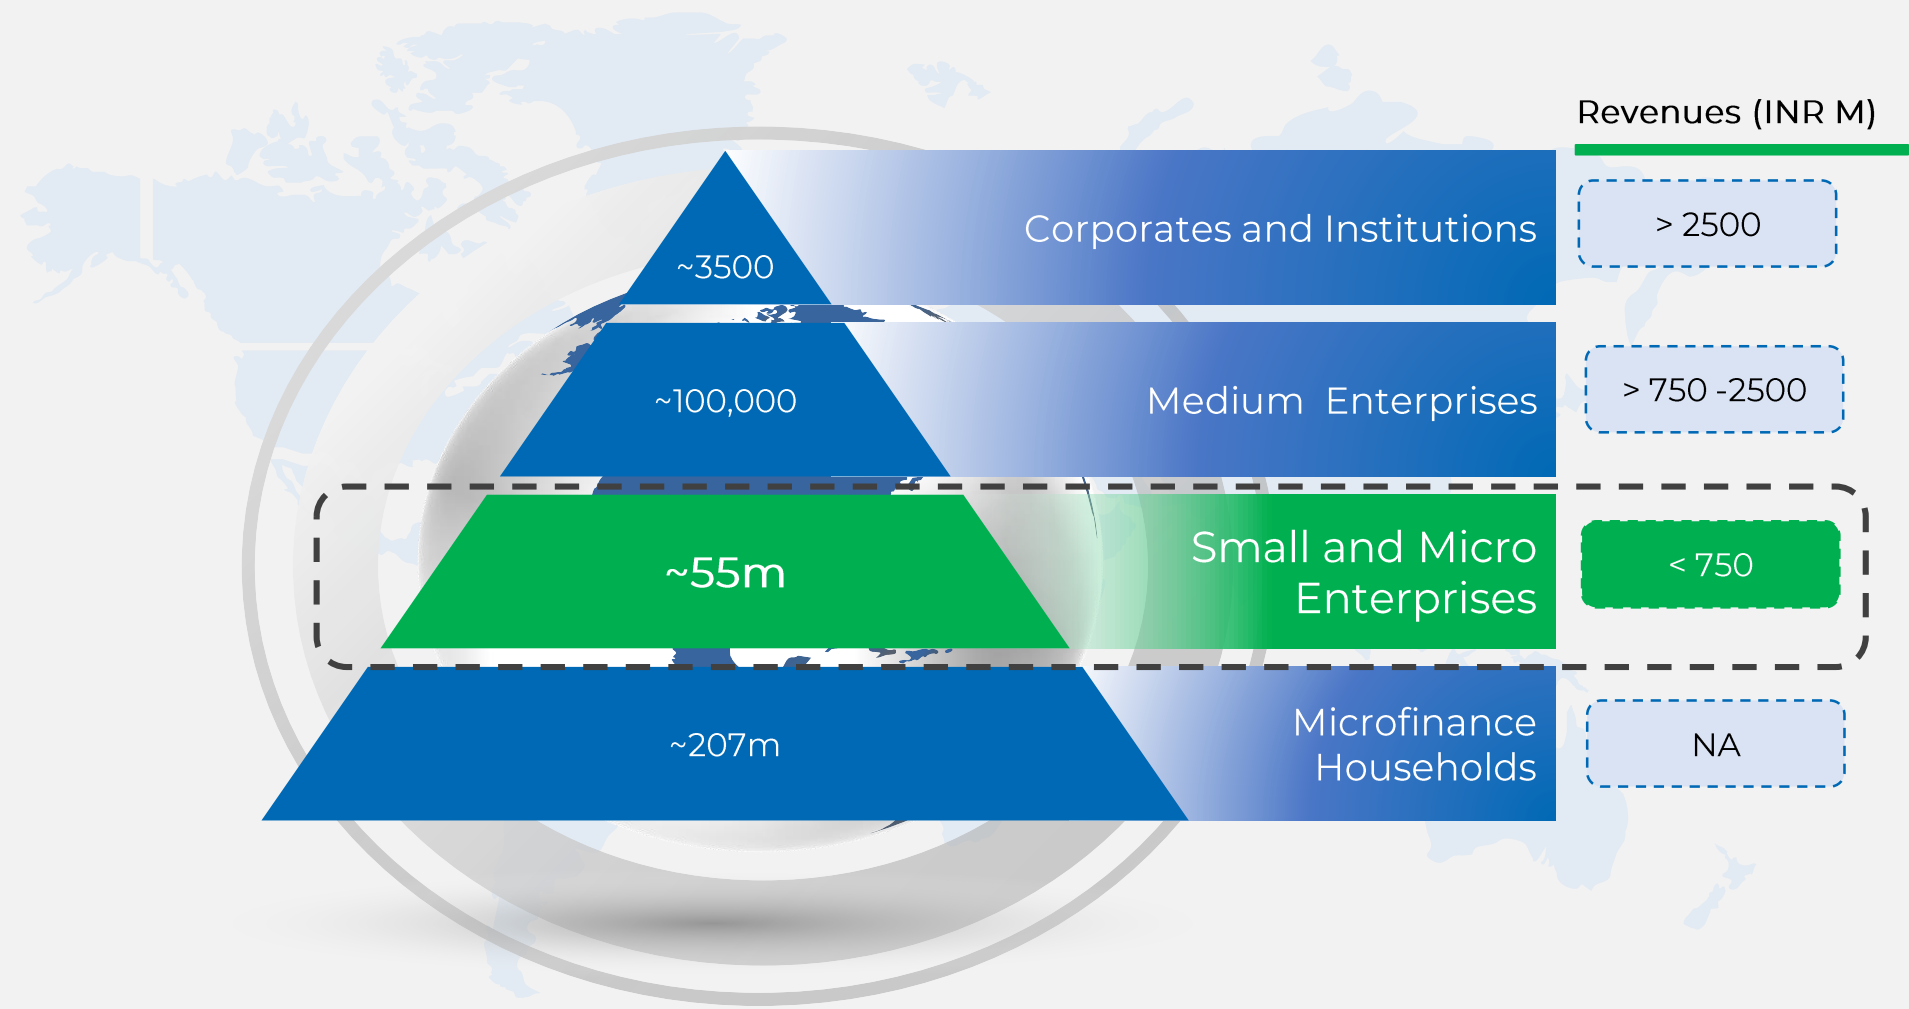 Revenues (INR M)
~3500
Corporates and Institutions
> 2500
~100,000
Medium  Enterprises
> 750 -2500
~55m
Small and Micro
Enterprises
< 750
~207m
Microfinance
Households
NA